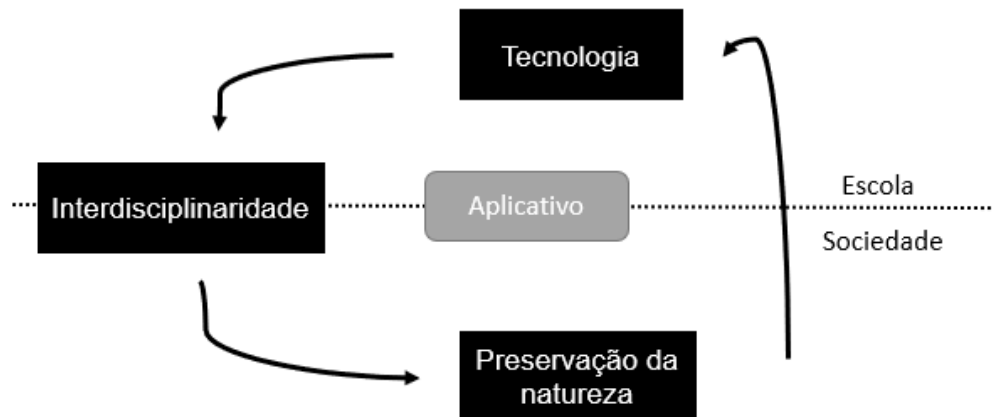 Tecnologia
Interdisciplinaridade
Aplicativo
Escola
Sociedade
Preservação da
natureza